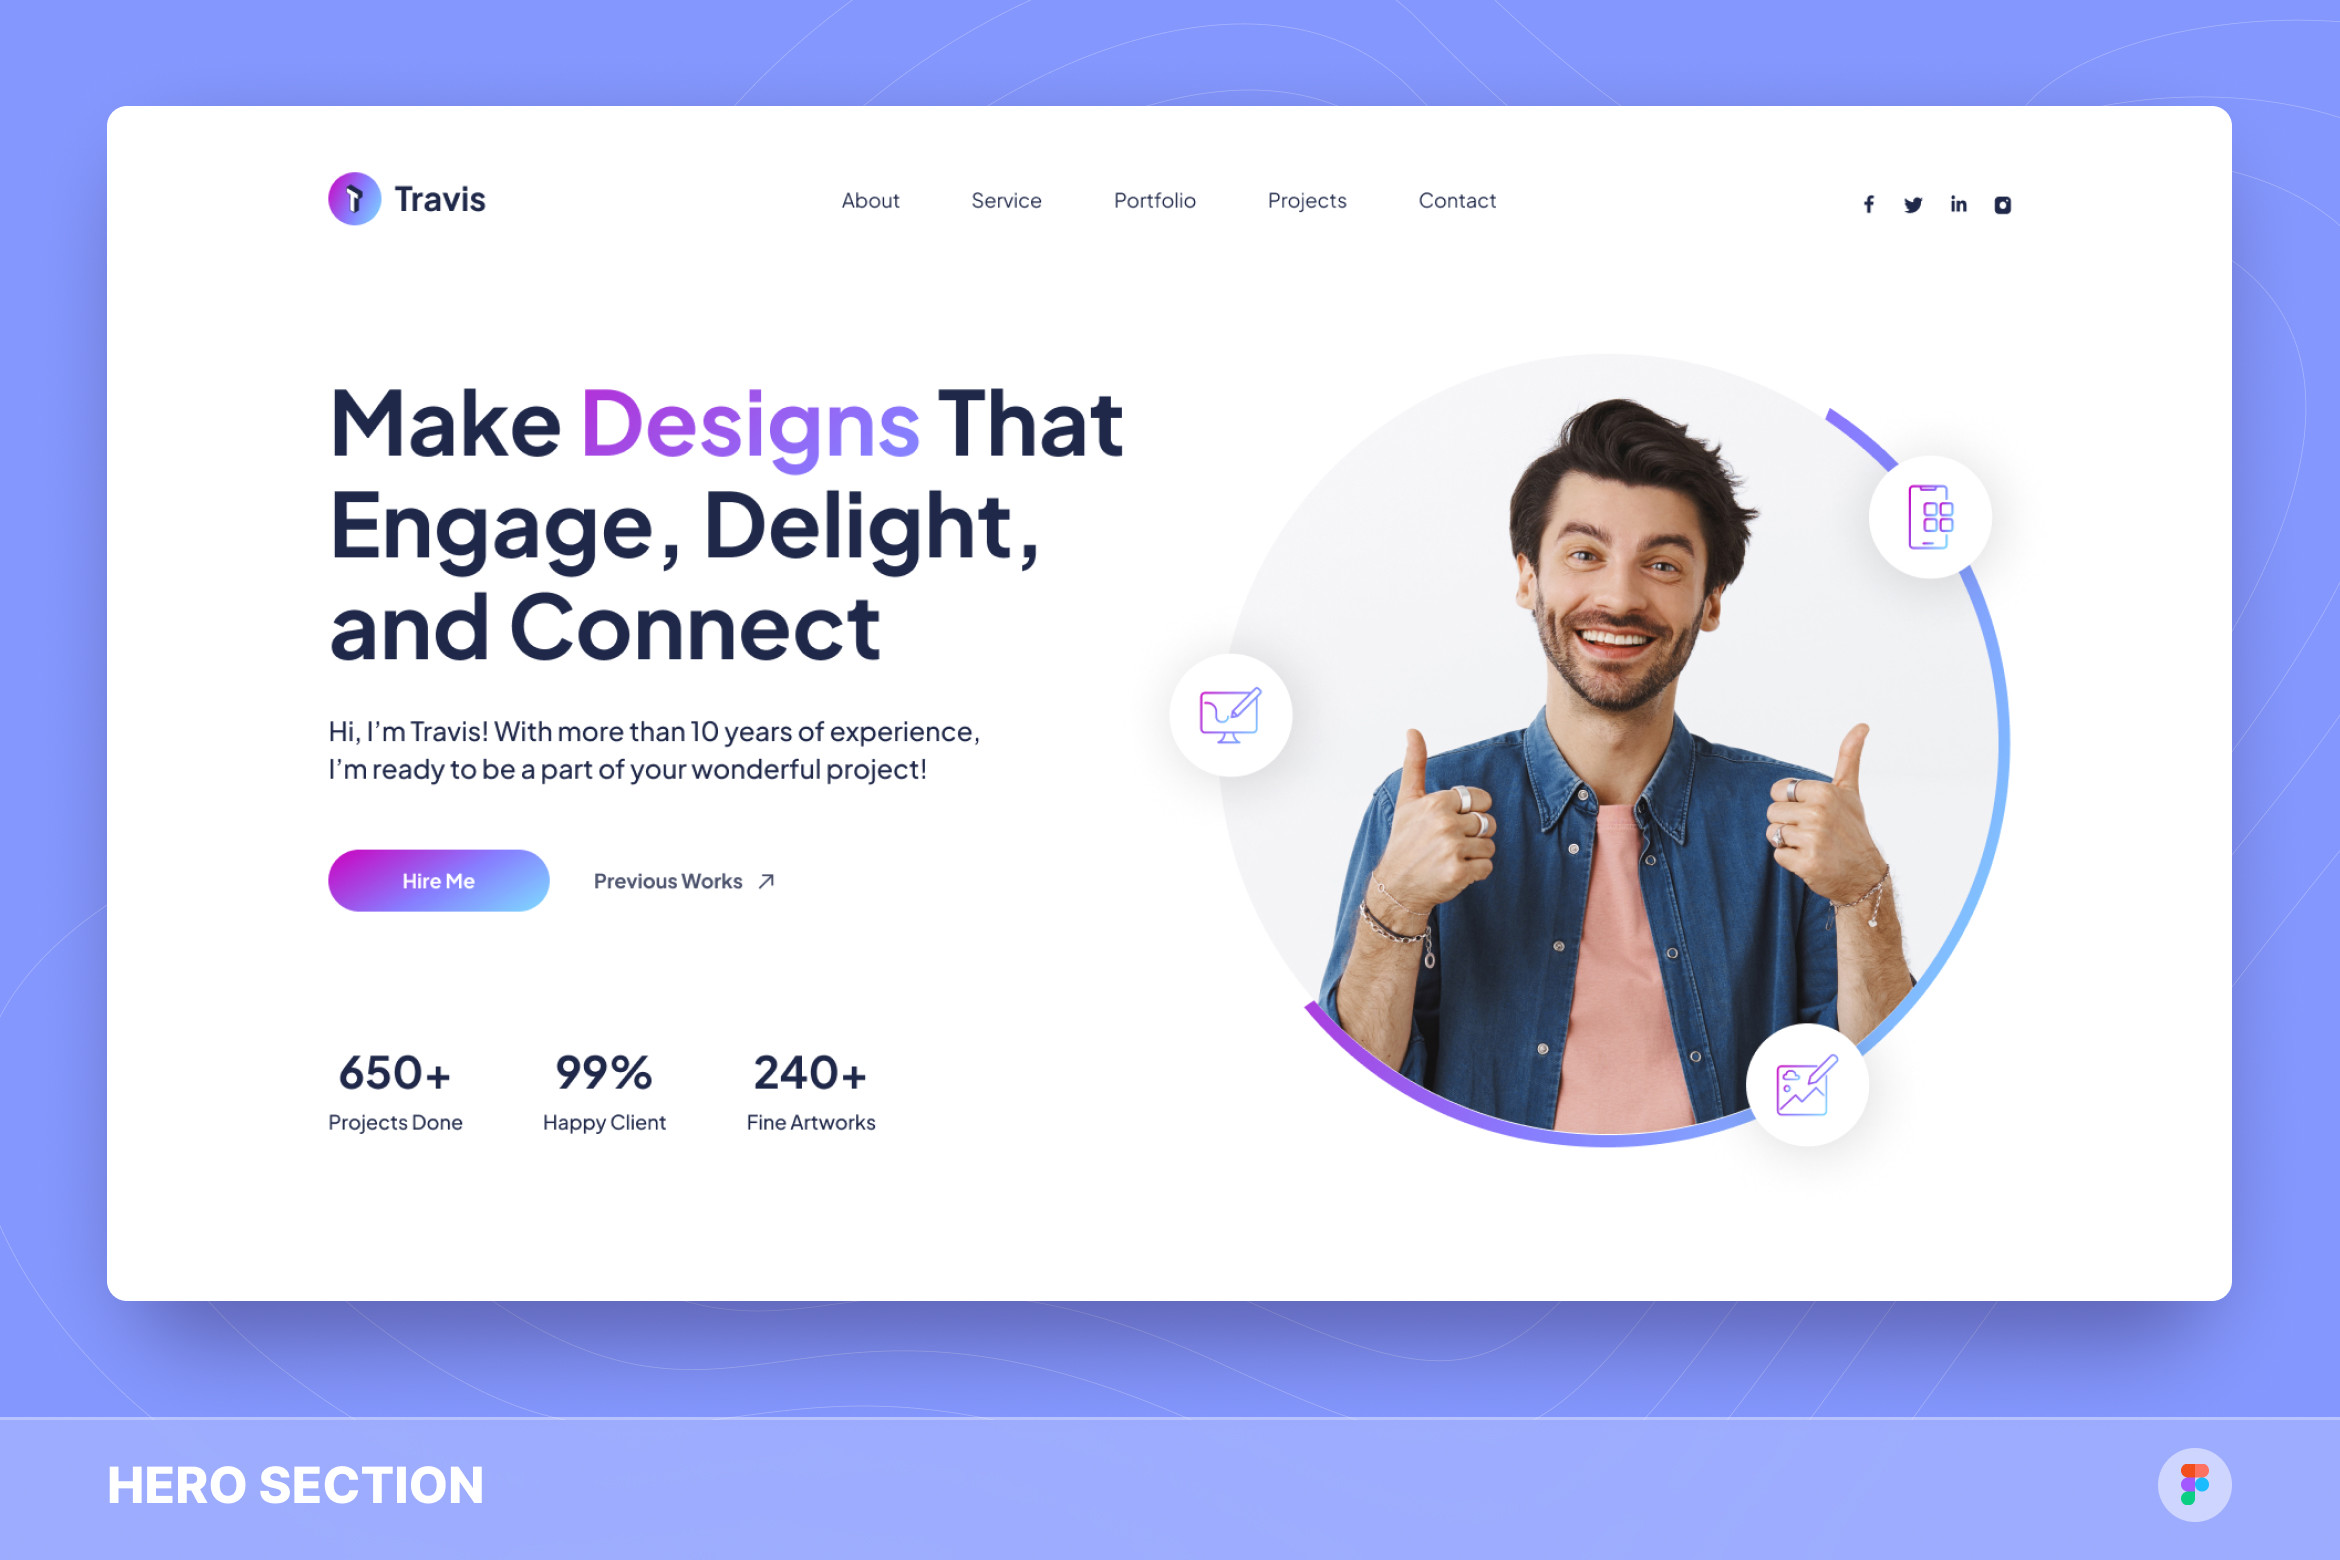 Travis
About Service Portfolio Projects Contact
Make Designs That
Engage, Delight,
and Connect
Hi, I’m Travis! With more than 10 years of experience,
I’m ready to be a part of your wonderful project!
Hire Me
Previous Works
650+
Projects Done
99%
Happy Client
240+
Fine Artworks
HERO SECTION